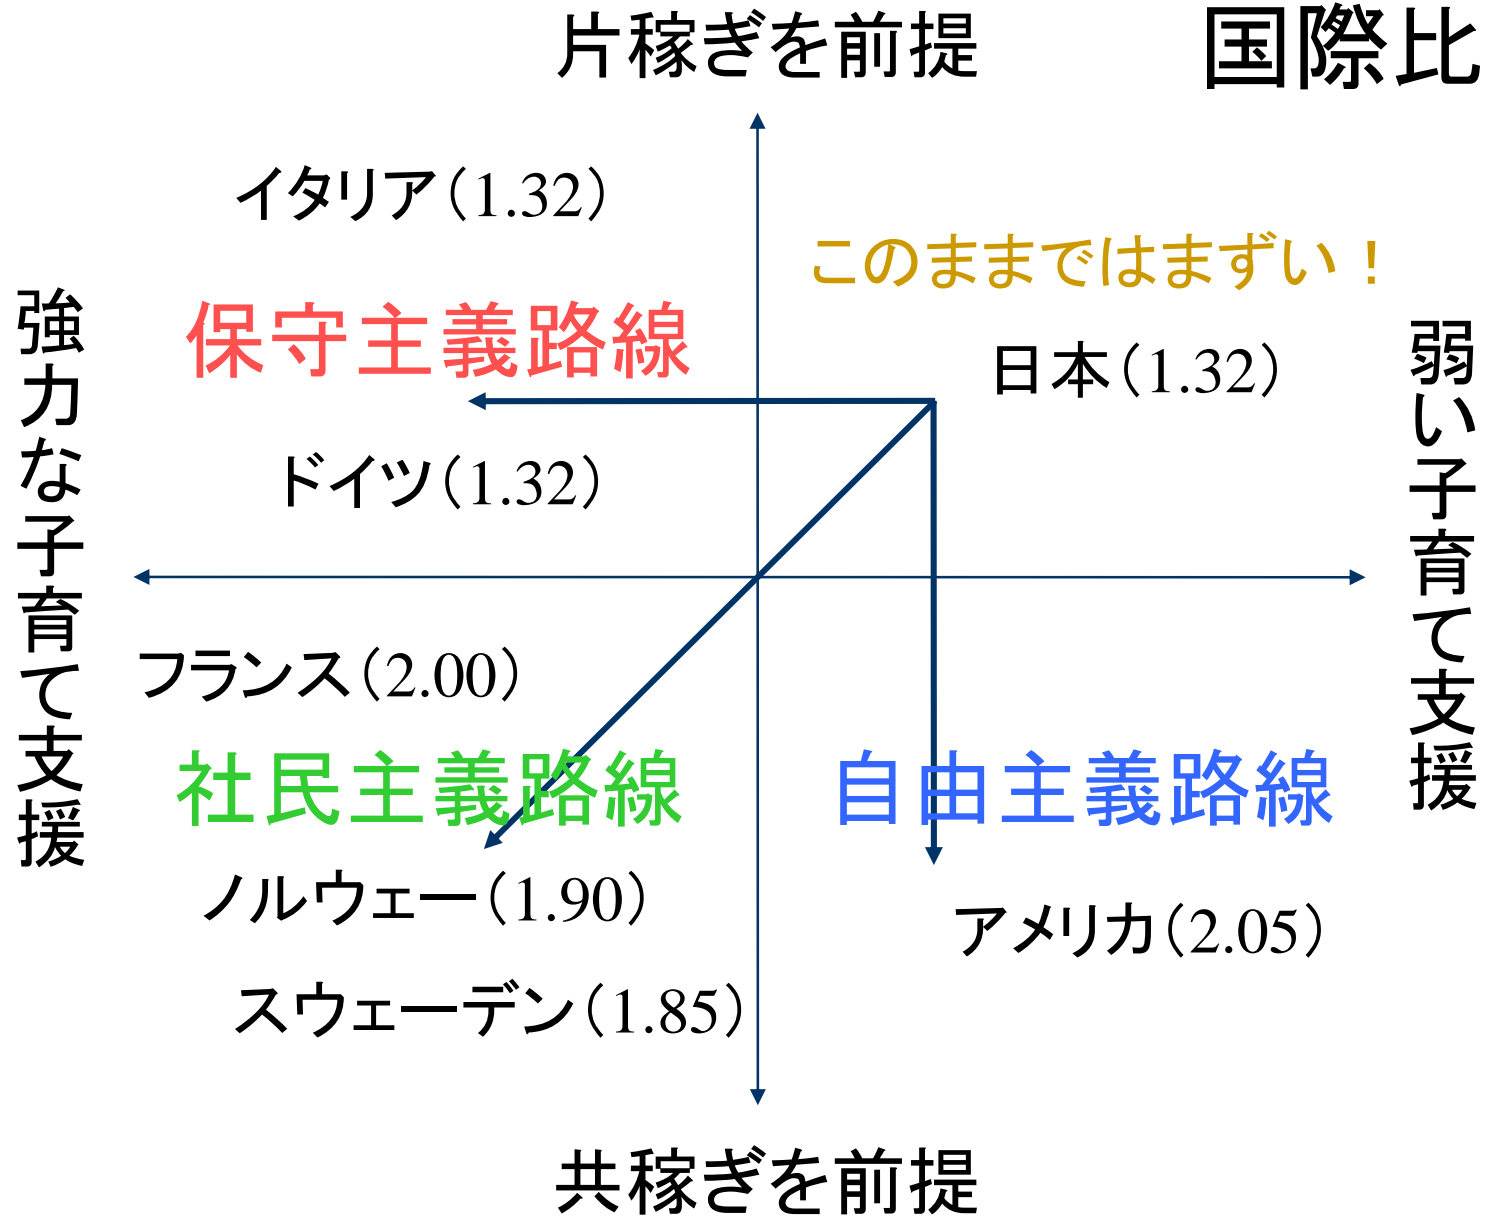 片稼ぎを前提
国際比
イタリア(1.32)
このままではまずい!
保守主義路線
日本(1.32)
強力な子育て支援
弱い子育て支援
ドイツ(1.32)
フランス(2.00)
社民主義路線
自由主義路線
ノルウェー(1.90)
アメリカ(2.05)
スウェーデン(1.85)
共稼ぎを前提